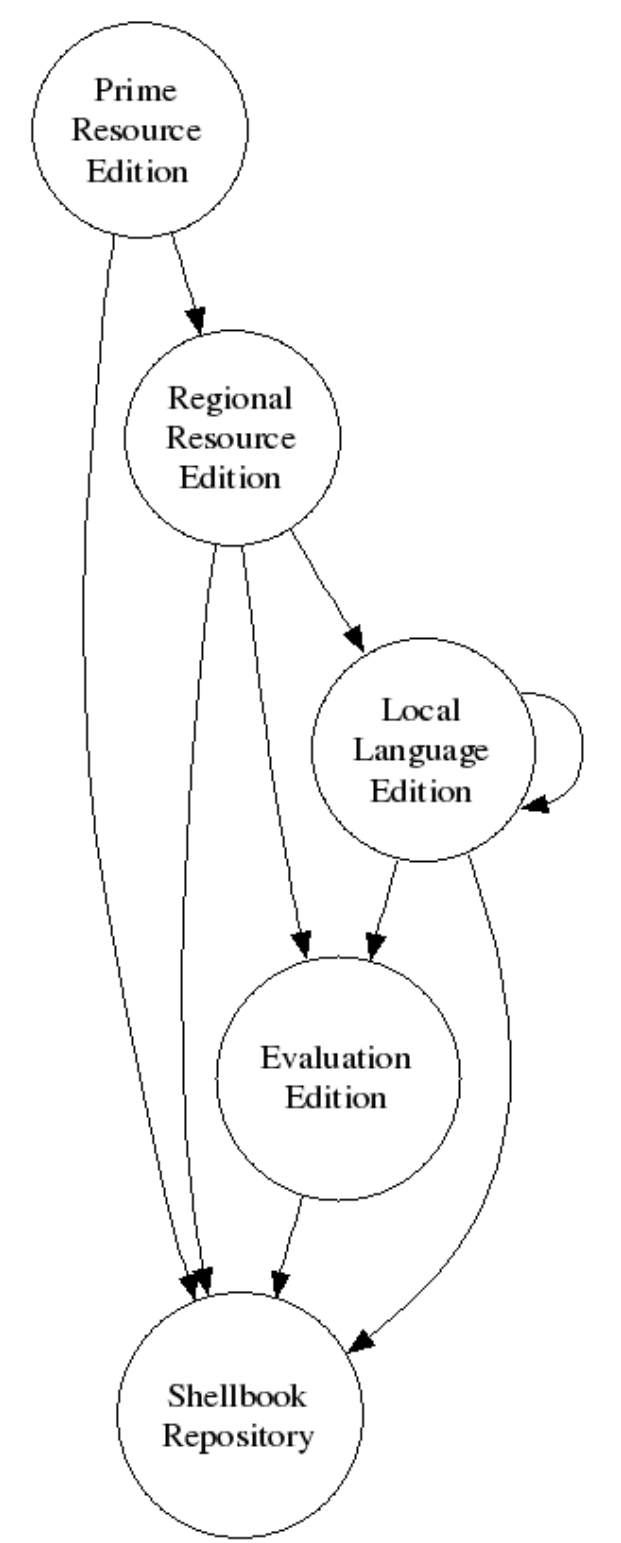 Prime
Resource
Edition
Regional
Resource
Edition
Local
Language
Edition
Evaluation
Edition
Shellbook
Repository